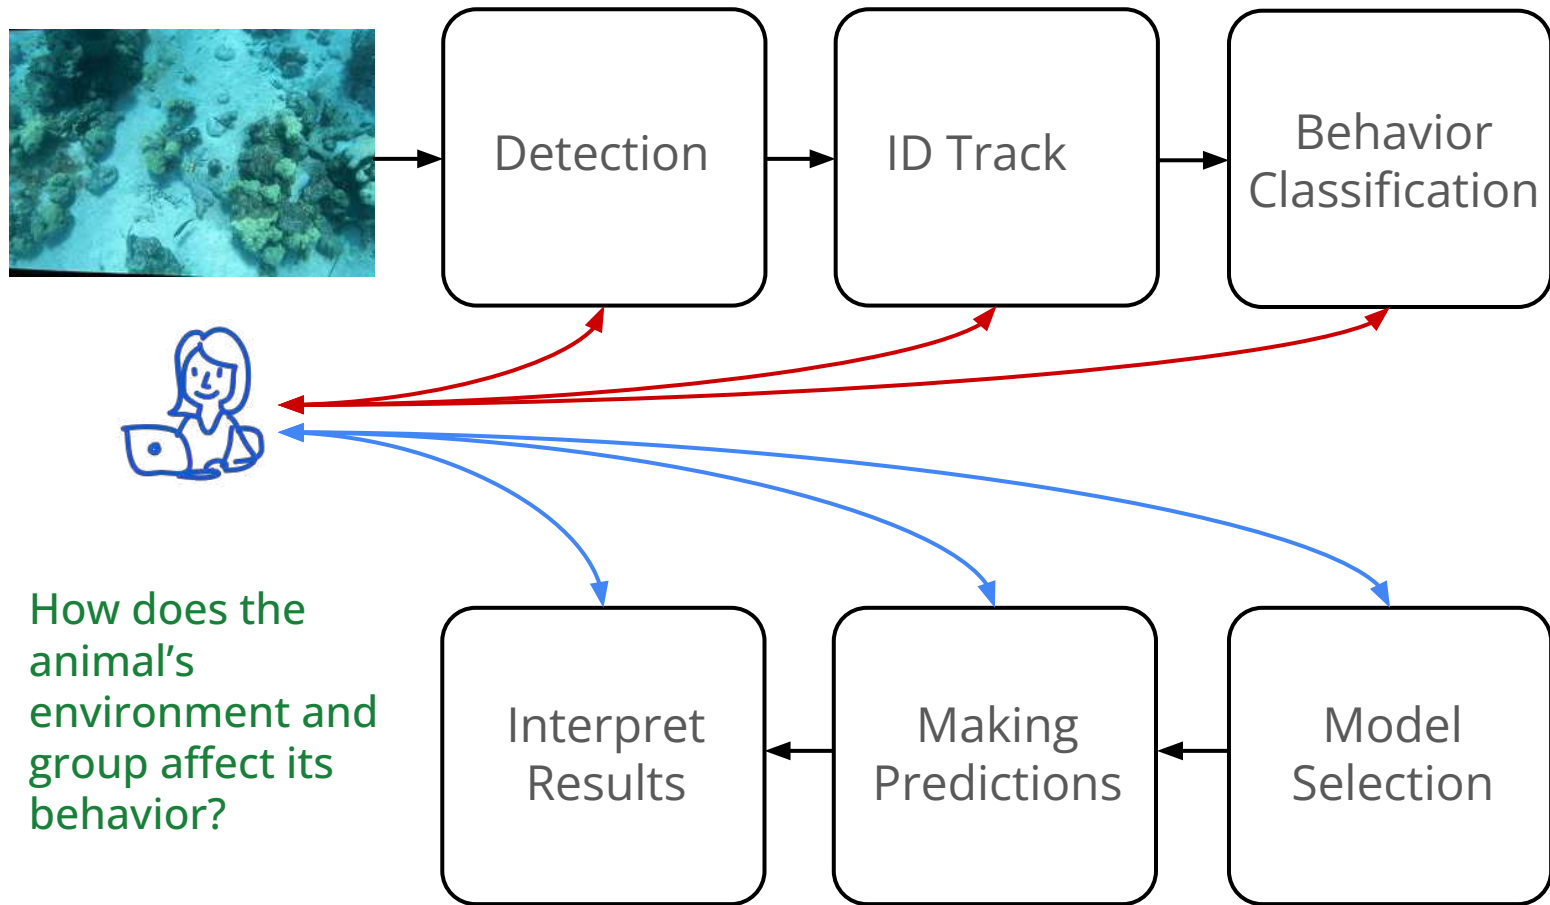 Detection
ID Track
Behavior
Classification
How does the
animal’s
environment and
group affect its
behavior?
Interpret
Results
Making
Predictions
Model
Selection